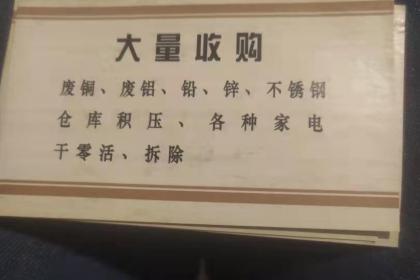 大量收购
废铜、废铝、铅、锌、不锈钢
仓库积压、各种家电
干零活、拆除